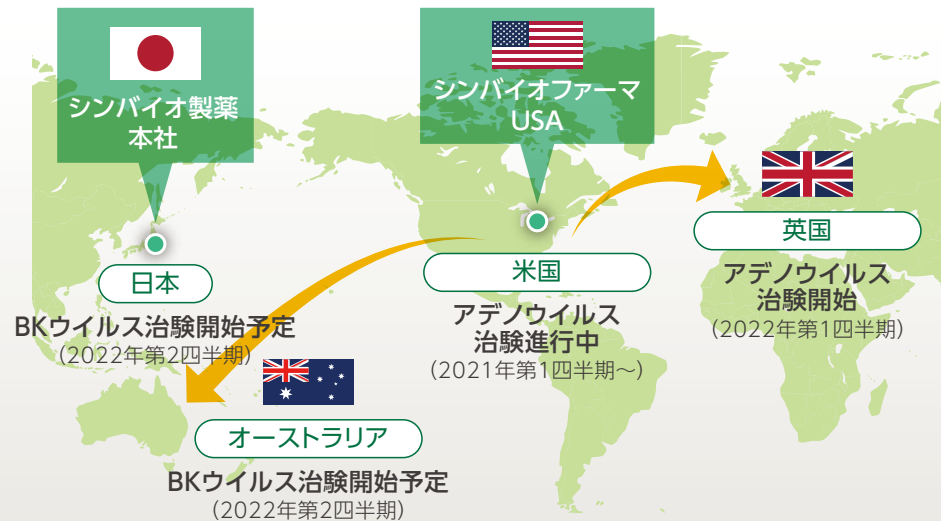 シンバイオ製薬
本社
シンバイオファーマ
USA
日本
BKウイルス治験開始予定
（2022年第2四半期）
オーストラリア
BKウイルス治験開始予定
（2022年第2四半期）
米国
アデノウイルス
治験進行中
（2021年第1四半期～）
英国
アデノウイルス
治験開始
（2022年第1四半期）